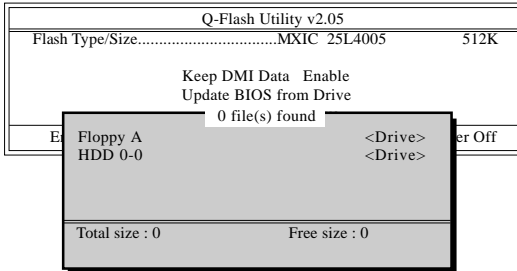 Q-Flash Utility v2.05
Flash Type/Size.................................MXIC 25L4005 512K
Keep DMI Data Enable
Update BIOS from Drive
0 file(s) found
Floppy A <Drive>
HDD 0-0 <Drive>
Total size : 0 Free size : 0
Off